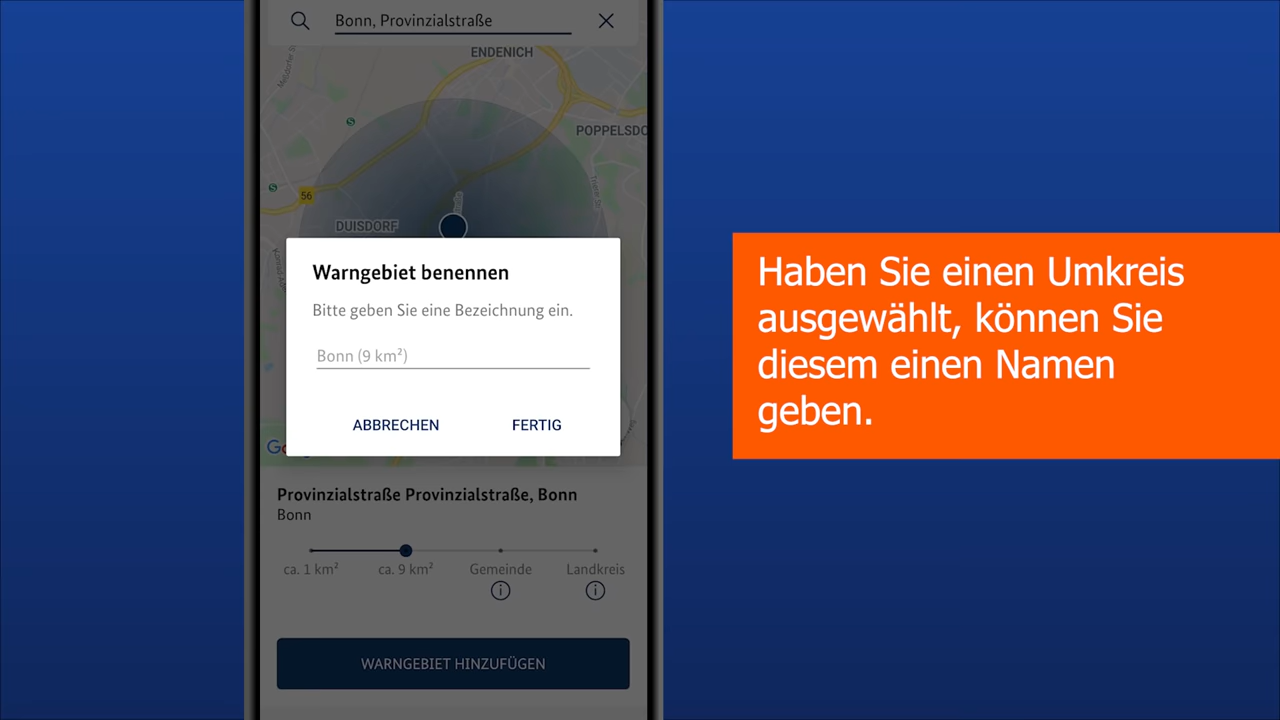 Bonn, Provinzialstraße
ENDENICH
POPPELSDO
56
DUISDORF
Warngebiet benennen
Bitte geben Sie eine Bezeichnung ein.
Bonn (9 km²)
ABBRECHEN FERTIG
Provinzialstraße Provinzialstraße, Bonn
Bonn
ca. 1 km² ca. 9 km² Gemeinde Landkreis
WARNGEBIET HINZUFÜGEN
Haben Sie einen Umkreis
ausgewählt, können Sie
diesem einen Namen
geben.